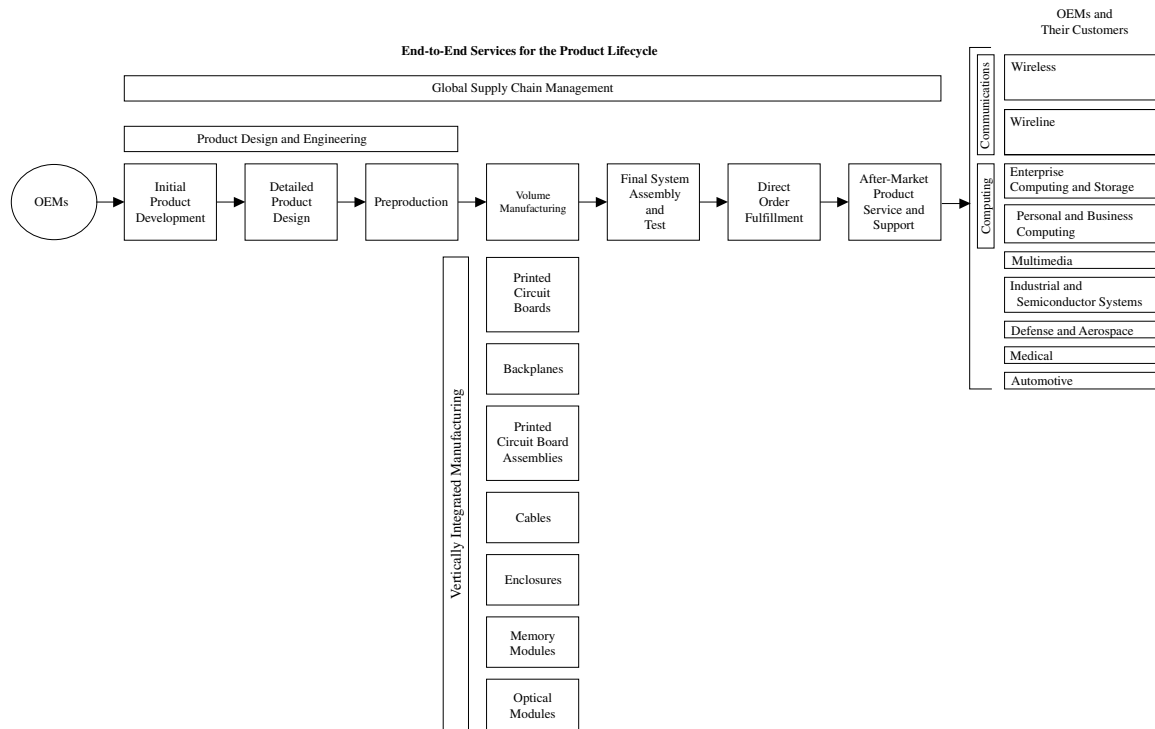 OEMs and
Their Customers
End-to-End Services for the Product Lifecycle
Global Supply Chain Management
Product Design and Engineering
OEMs
Initial
Product
Development
Detailed
Product
Design
Preproduction
Volume
Manufacturing
Final System
Assembly
and
Test
Direct
Order
Fulfillment
After-Market
Product
Service and
Support
Communications
Wireless
Wireline
Computing
Enterprise
Computing and Storage
Personal and Business
Computing
Multimedia
Industrial and
Semiconductor Systems
Defense and Aerospace
Medical
Automotive
Vertically Integrated Manufacturing
Printed
Circuit
Boards
Backplanes
Printed
Circuit Board
Assemblies
Cables
Enclosures
Memory
Modules
Optical
Modules